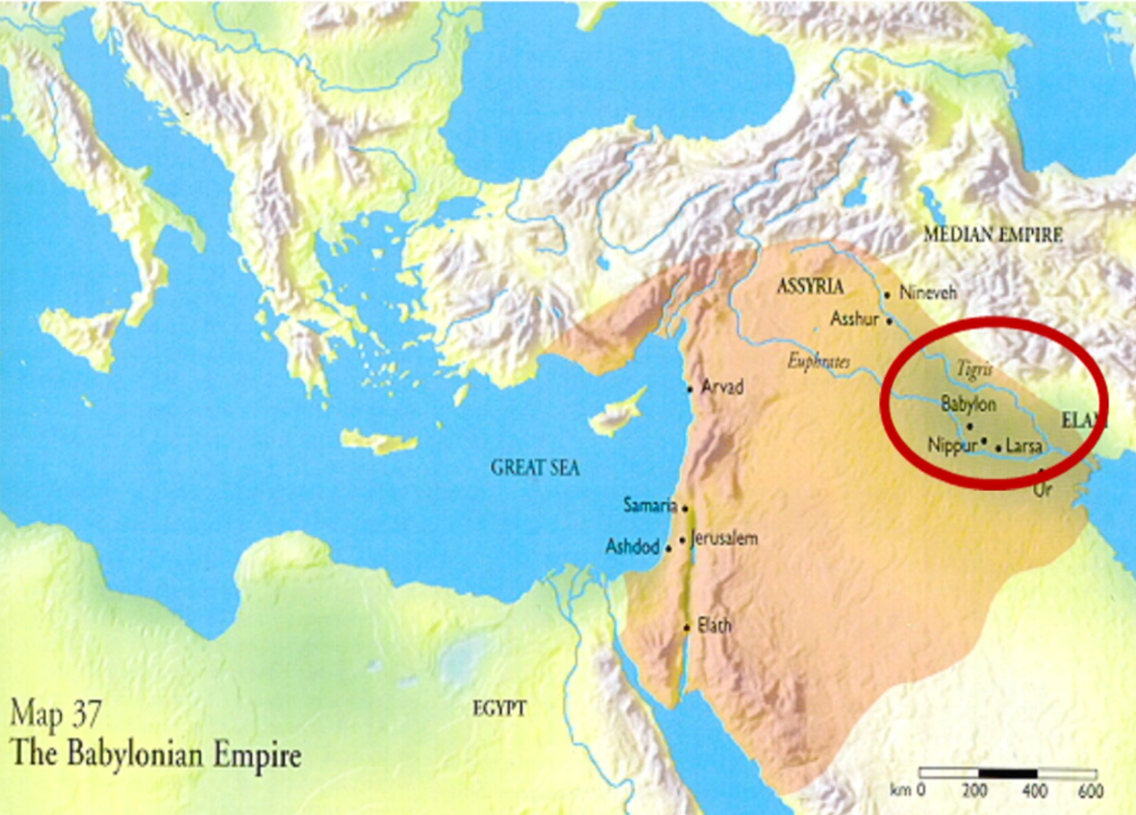 MEDIAN EMPIRE
ASSYRIA
Nineveh
Asshur
Euphrates
Tigris
Arvad
Babylon
ELAM
Nippur
Larsa
GREAT SEA
Ur
Samaria
Jerusalem
Ashdod
Elath
EGYPT
Map 37
The Babylonian Empire
km 0 200 400 600